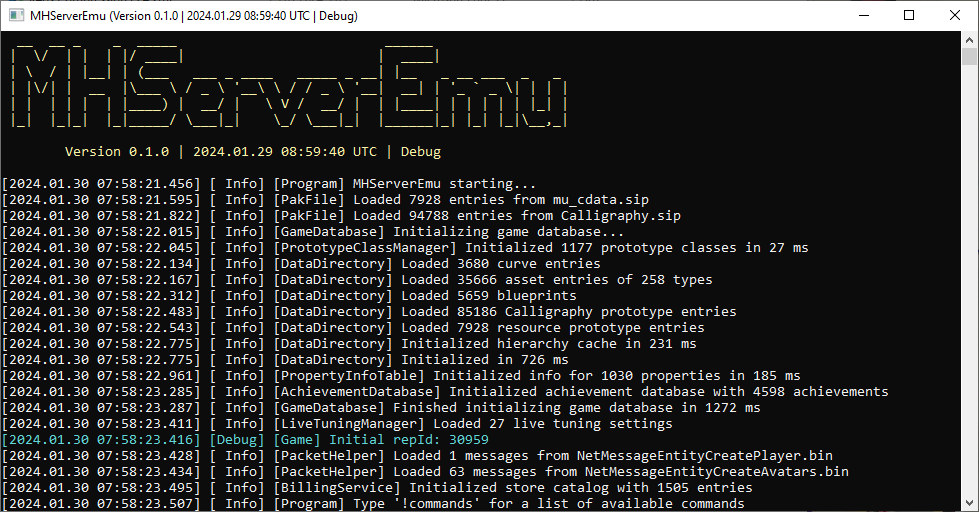 MHServerEmu (Version 0.1.0 | 2024.01.29 08:59:40 UTC | Debug)
MHServerEmu
Version 0.1.0 | 2024.01.29 08:59:40 UTC | Debug
[2024.01.30 07:58:21.456] [ Info] [Program] MHServerEmu starting...
[2024.01.30 07:58:21.595] [ Info] [PakFile] Loaded 7928 entries from mu_cdata.sip
[2024.01.30 07:58:21.822] [ Info] [PakFile] Loaded 94788 entries from Calligraphy.sip
[2024.01.30 07:58:22.015] [ Info] [GameDatabase] Initializing game database...
[2024.01.30 07:58:22.045] [ Info] [PrototypeClassManager] Initialized 1177 prototype classes in 27 ms
[2024.01.30 07:58:22.134] [ Info] [DataDirectory] Loaded 3680 curve entries
[2024.01.30 07:58:22.167] [ Info] [DataDirectory] Loaded 35666 asset entries of 258 types
[2024.01.30 07:58:22.312] [ Info] [DataDirectory] Loaded 5659 blueprints
[2024.01.30 07:58:22.483] [ Info] [DataDirectory] Loaded 85186 Calligraphy prototype entries
[2024.01.30 07:58:22.543] [ Info] [DataDirectory] Loaded 7928 resource prototype entries
[2024.01.30 07:58:22.775] [ Info] [DataDirectory] Initialized hierarchy cache in 231 ms
[2024.01.30 07:58:22.775] [ Info] [DataDirectory] Initialized in 726 ms
[2024.01.30 07:58:22.961] [ Info] [PropertyInfoTable] Initialized info for 1030 properties in 185 ms
[2024.01.30 07:58:23.285] [ Info] [AchievementDatabase] Initialized achievement database with 4598 achievements
[2024.01.30 07:58:23.287] [ Info] [GameDatabase] Finished initializing game database in 1272 ms
[2024.01.30 07:58:23.411] [ Info] [LiveTuningManager] Loaded 27 live tuning settings
[2024.01.30 07:58:23.416] [Debug] [Game] Initial repId: 30959
[2024.01.30 07:58:23.428] [ Info] [PacketHelper] Loaded 1 messages from NetMessageEntityCreatePlayer.bin
[2024.01.30 07:58:23.434] [ Info] [PacketHelper] Loaded 63 messages from NetMessageEntityCreateAvatars.bin
[2024.01.30 07:58:23.495] [ Info] [BillingService] Initialized store catalog with 1505 entries
[2024.01.30 07:58:23.507] [ Info] [Program] Type '!commands' for a list of available commands